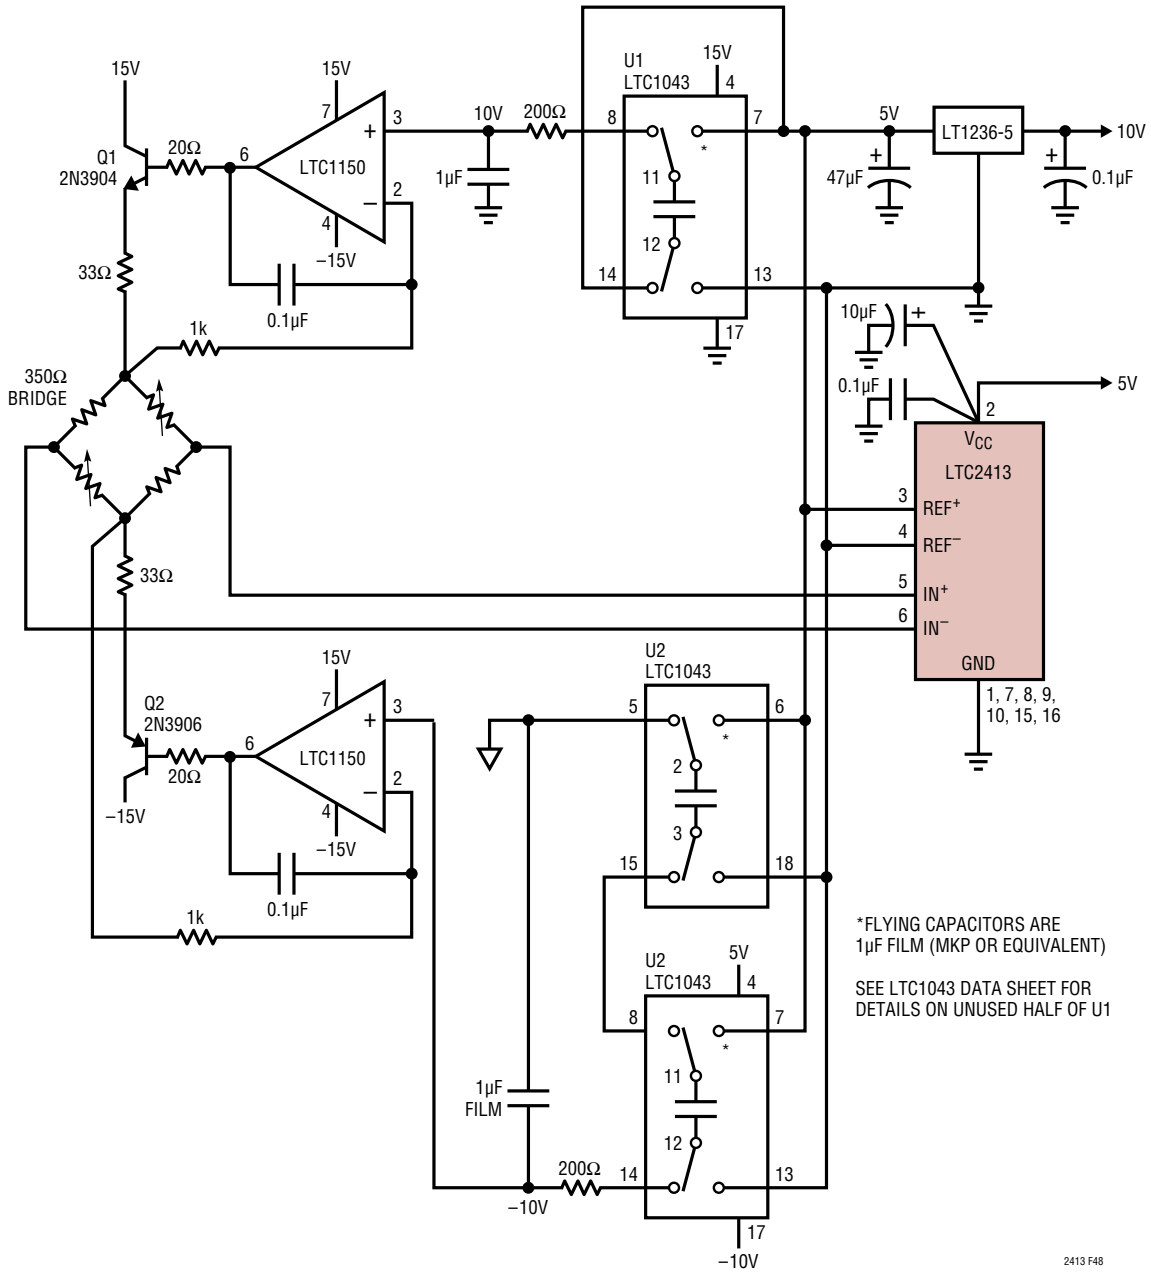 U1
LTC1043
15V
4
15V
15V
7
3
+
LTC1150
2
–
4
–15V
6
20Ω
Q1
2N3904
10V
200Ω
1µF
8
7
*
11
12
14
13
17
5V
+
47µF
LT1236-5
10V
+
0.1µF
33Ω
0.1µF
1k
350Ω
BRIDGE
10µF
+
0.1µF
5V
2
VCC
LTC2413
3
REF+
4
REF–
5
IN+
6
IN–
GND
1, 7, 8, 9,
10, 15, 16
33Ω
Q2
2N3906
20Ω
–15V
15V
7
3
+
6
LTC1150
2
–
4
–15V
0.1µF
1k
U2
LTC1043
5
6
*
2
3
15
18
U2
LTC1043
5V
4
8
7
*
11
12
14
13
17
–10V
1µF
FILM
200Ω
–10V
*FLYING CAPACITORS ARE
1µF FILM (MKP OR EQUIVALENT)
SEE LTC1043 DATA SHEET FOR
DETAILS ON UNUSED HALF OF U1
2413 F48